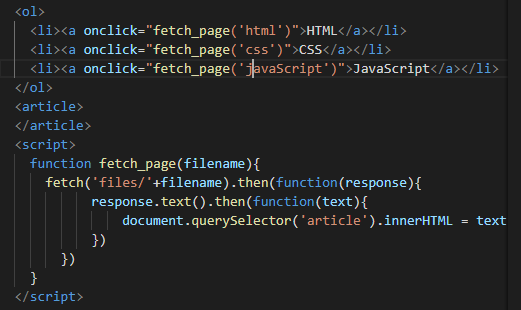 <ol>
<li><a onclick="fetch_page('html')">HTML</a></li>
<li><a onclick="fetch_page('css')">CSS</a></li>
<li><a onclick="fetch_page('javaScript')">JavaScript</a></li>
</ol>
<article>
</article>
<script>
function fetch_page(filename){
fetch('files/'+filename).then(function(response){
response.text().then(function(text){
document.querySelector('article').innerHTML = text
})
})
}
</script>